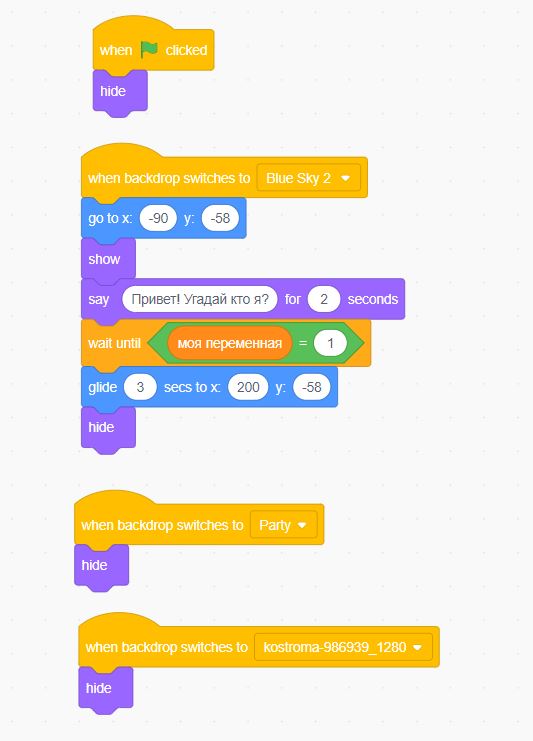 when clicked
hide
when backdrop switches to Blue Sky 2
go to x: -90 y: -58
show
say Привет! Угадай кто я? for 2 seconds
wait until моя переменная = 1
glide 3 secs to x: 200 y: -58
hide
when backdrop switches to Party
hide
when backdrop switches to kostroma-986939_1280
hide